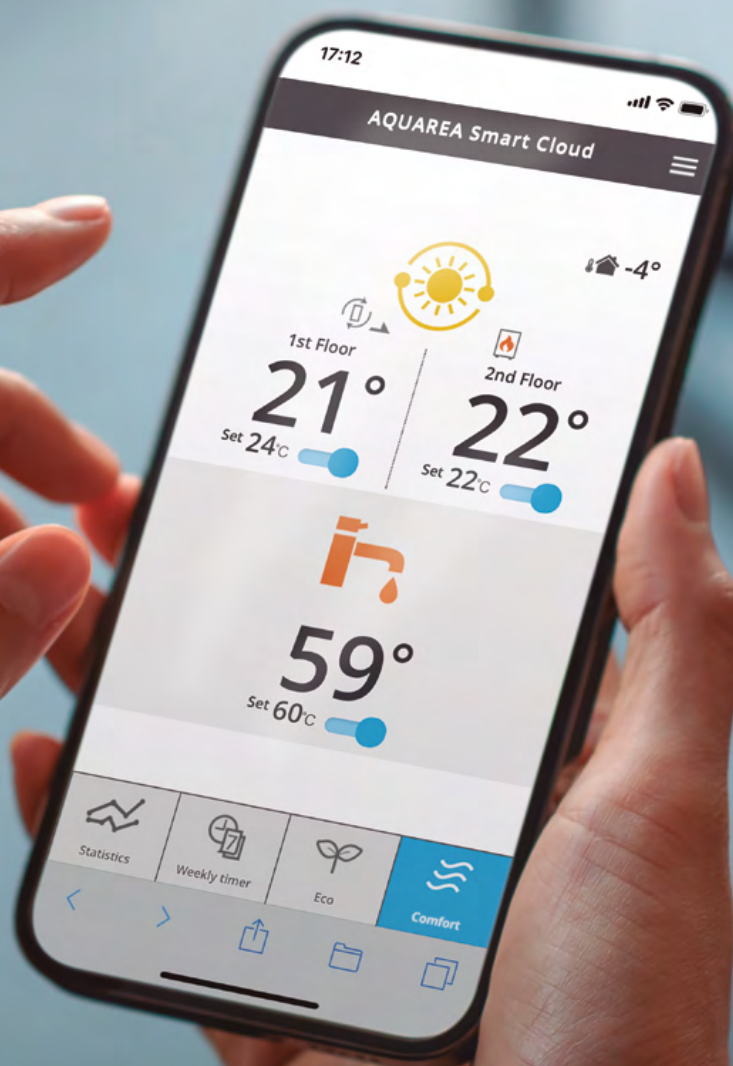 17:12
AQUAREA Smart Cloud
-4°
1st Floor
21°
Set 24°C
2nd Floor
22°
Set 22°C
59°
Set 60°C
Statistics
7
Weekly timer
Eco
Comfort